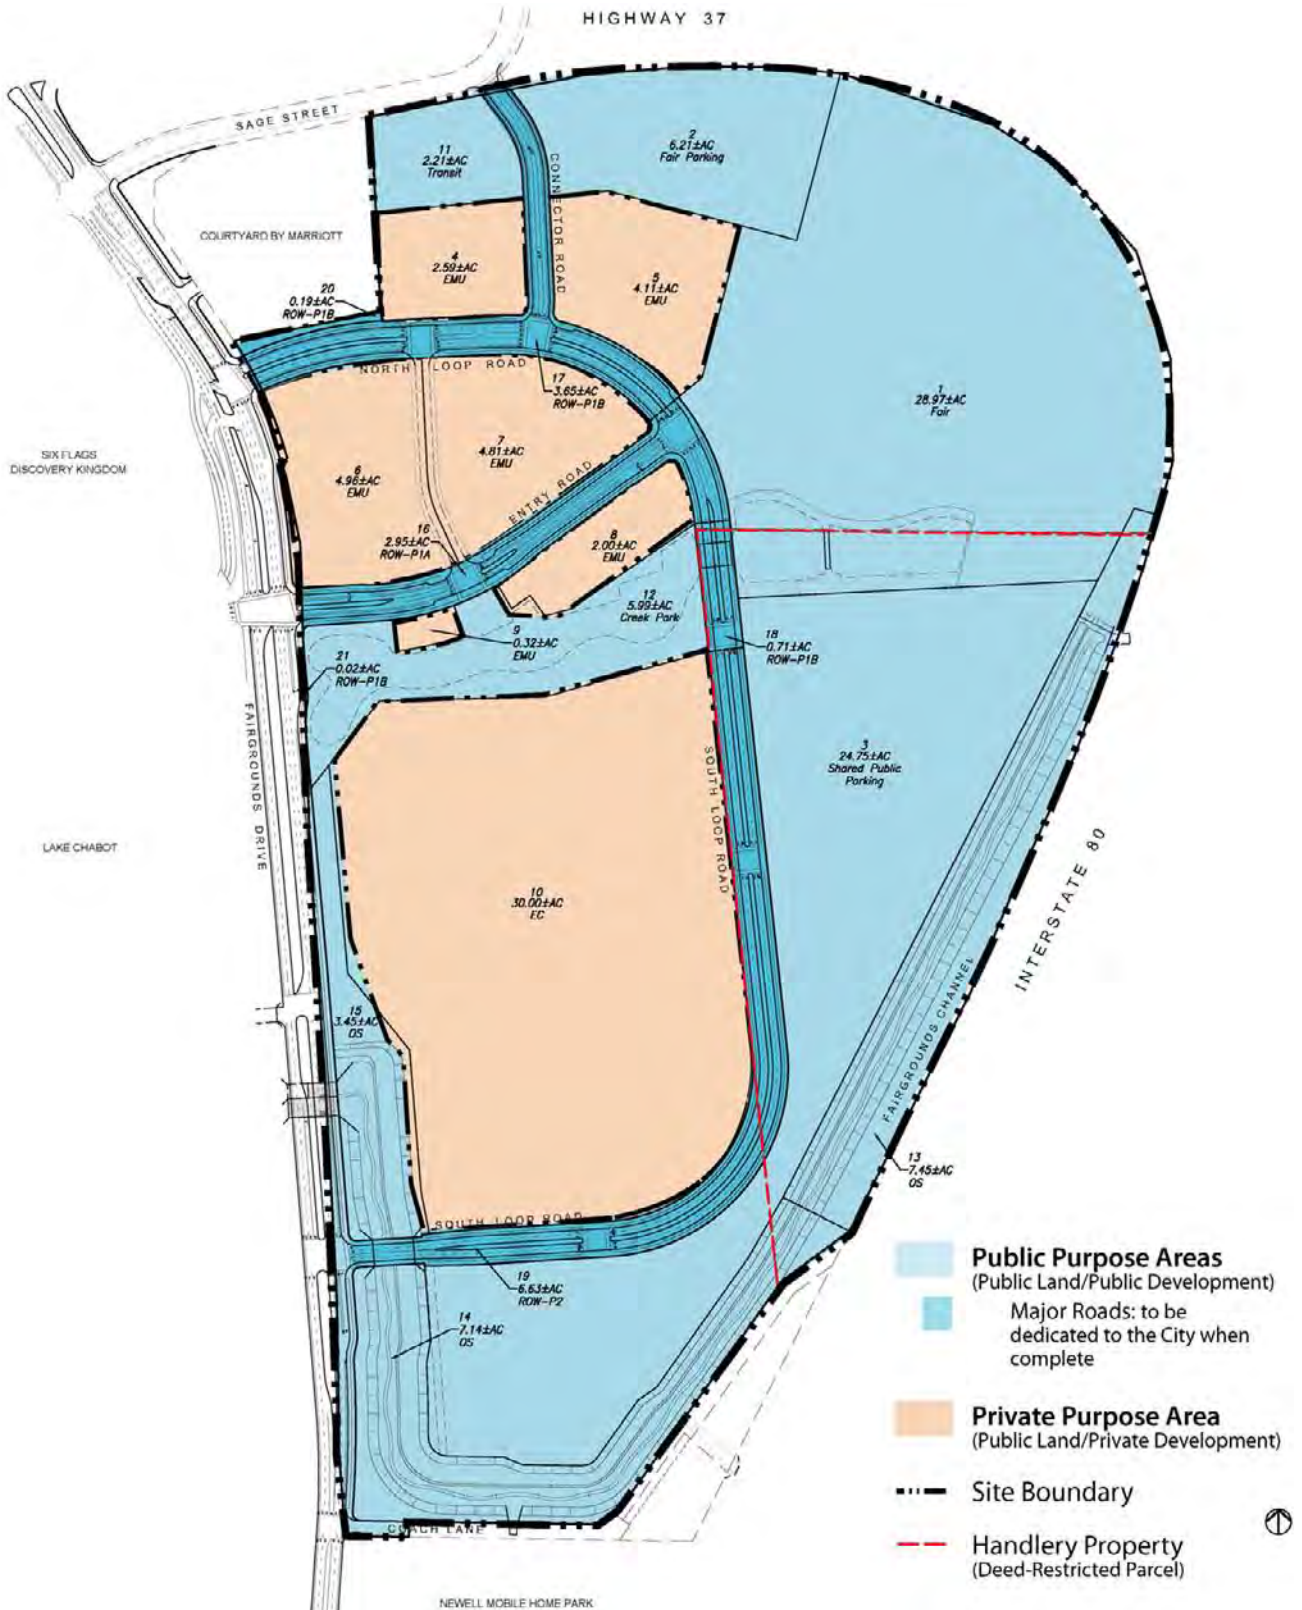 HIGHWAY 37
SAGE STREET
11
2.21±AC
Transit
2
6.21±AC
Fair Parking
CONNECTOR ROAD
COURTYARD BY MARRIOTT
4
2.59±AC
EMU
5
4.11±AC
EMU
20
0.19±AC
ROW-P1B
NORTH LOOP ROAD
17
3.65±AC
ROW-P1B
1
28.97±AC
Fair
SIX FLAGS
DISCOVERY KINGDOM
6
4.96±AC
EMU
7
4.81±AC
EMU
ENTRY ROAD
16
2.95±AC
ROW-P1A
8
2.00±AC
EMU
12
5.99±AC
Creek Park
9
0.32±AC
EMU
18
0.71±AC
ROW-P1B
21
0.02±AC
ROW-P1B
FAIRGROUNDS DRIVE
SOUTH LOOP ROAD
3
24.75±AC
Shared Public
Parking
LAKE CHABOT
10
30.00±AC
EC
INTERSTATE 80
FAIRGROUNDS CHANNEL
15
3.45±AC
OS
13
7.45±AC
OS
SOUTH LOOP ROAD
19
6.63±AC
ROW-P2
14
7.14±AC
OS
COACH LANE
NEWELL MOBILE HOME PARK
Public Purpose Areas
(Public Land/Public Development)
Major Roads: to be
dedicated to the City when
complete
Private Purpose Area
(Public Land/Private Development)
Site Boundary
Handlery Property
(Deed-Restricted Parcel)